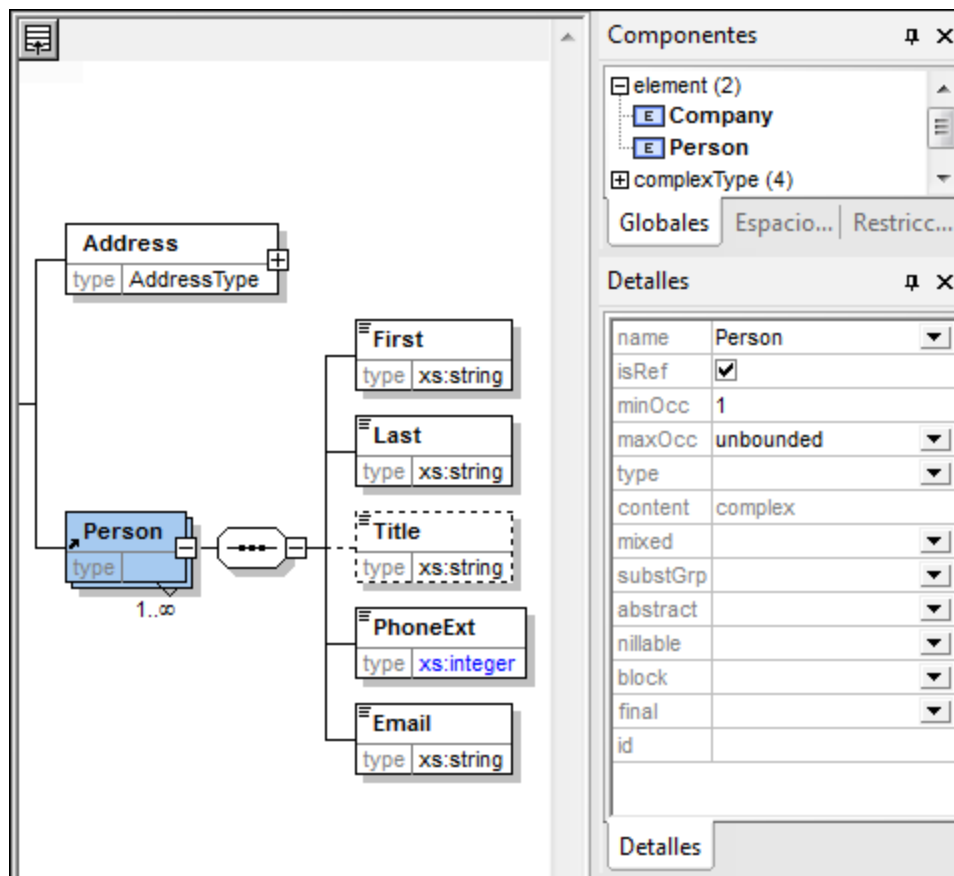 Address
type AddressType
First
type xs:string
Last
type xs:string
Person
type
1..∞
Title
type xs:string
PhoneExt
type xs:integer
Email
type xs:string
Componentes
element (2)
E Company
E Person
complexType (4)
Globales Espacio... Restricc...
Detalles
name Person
isRef
minOcc 1
maxOcc unbounded
type
content complex
mixed
substGrp
abstract
nillable
block
final
id
Detalles